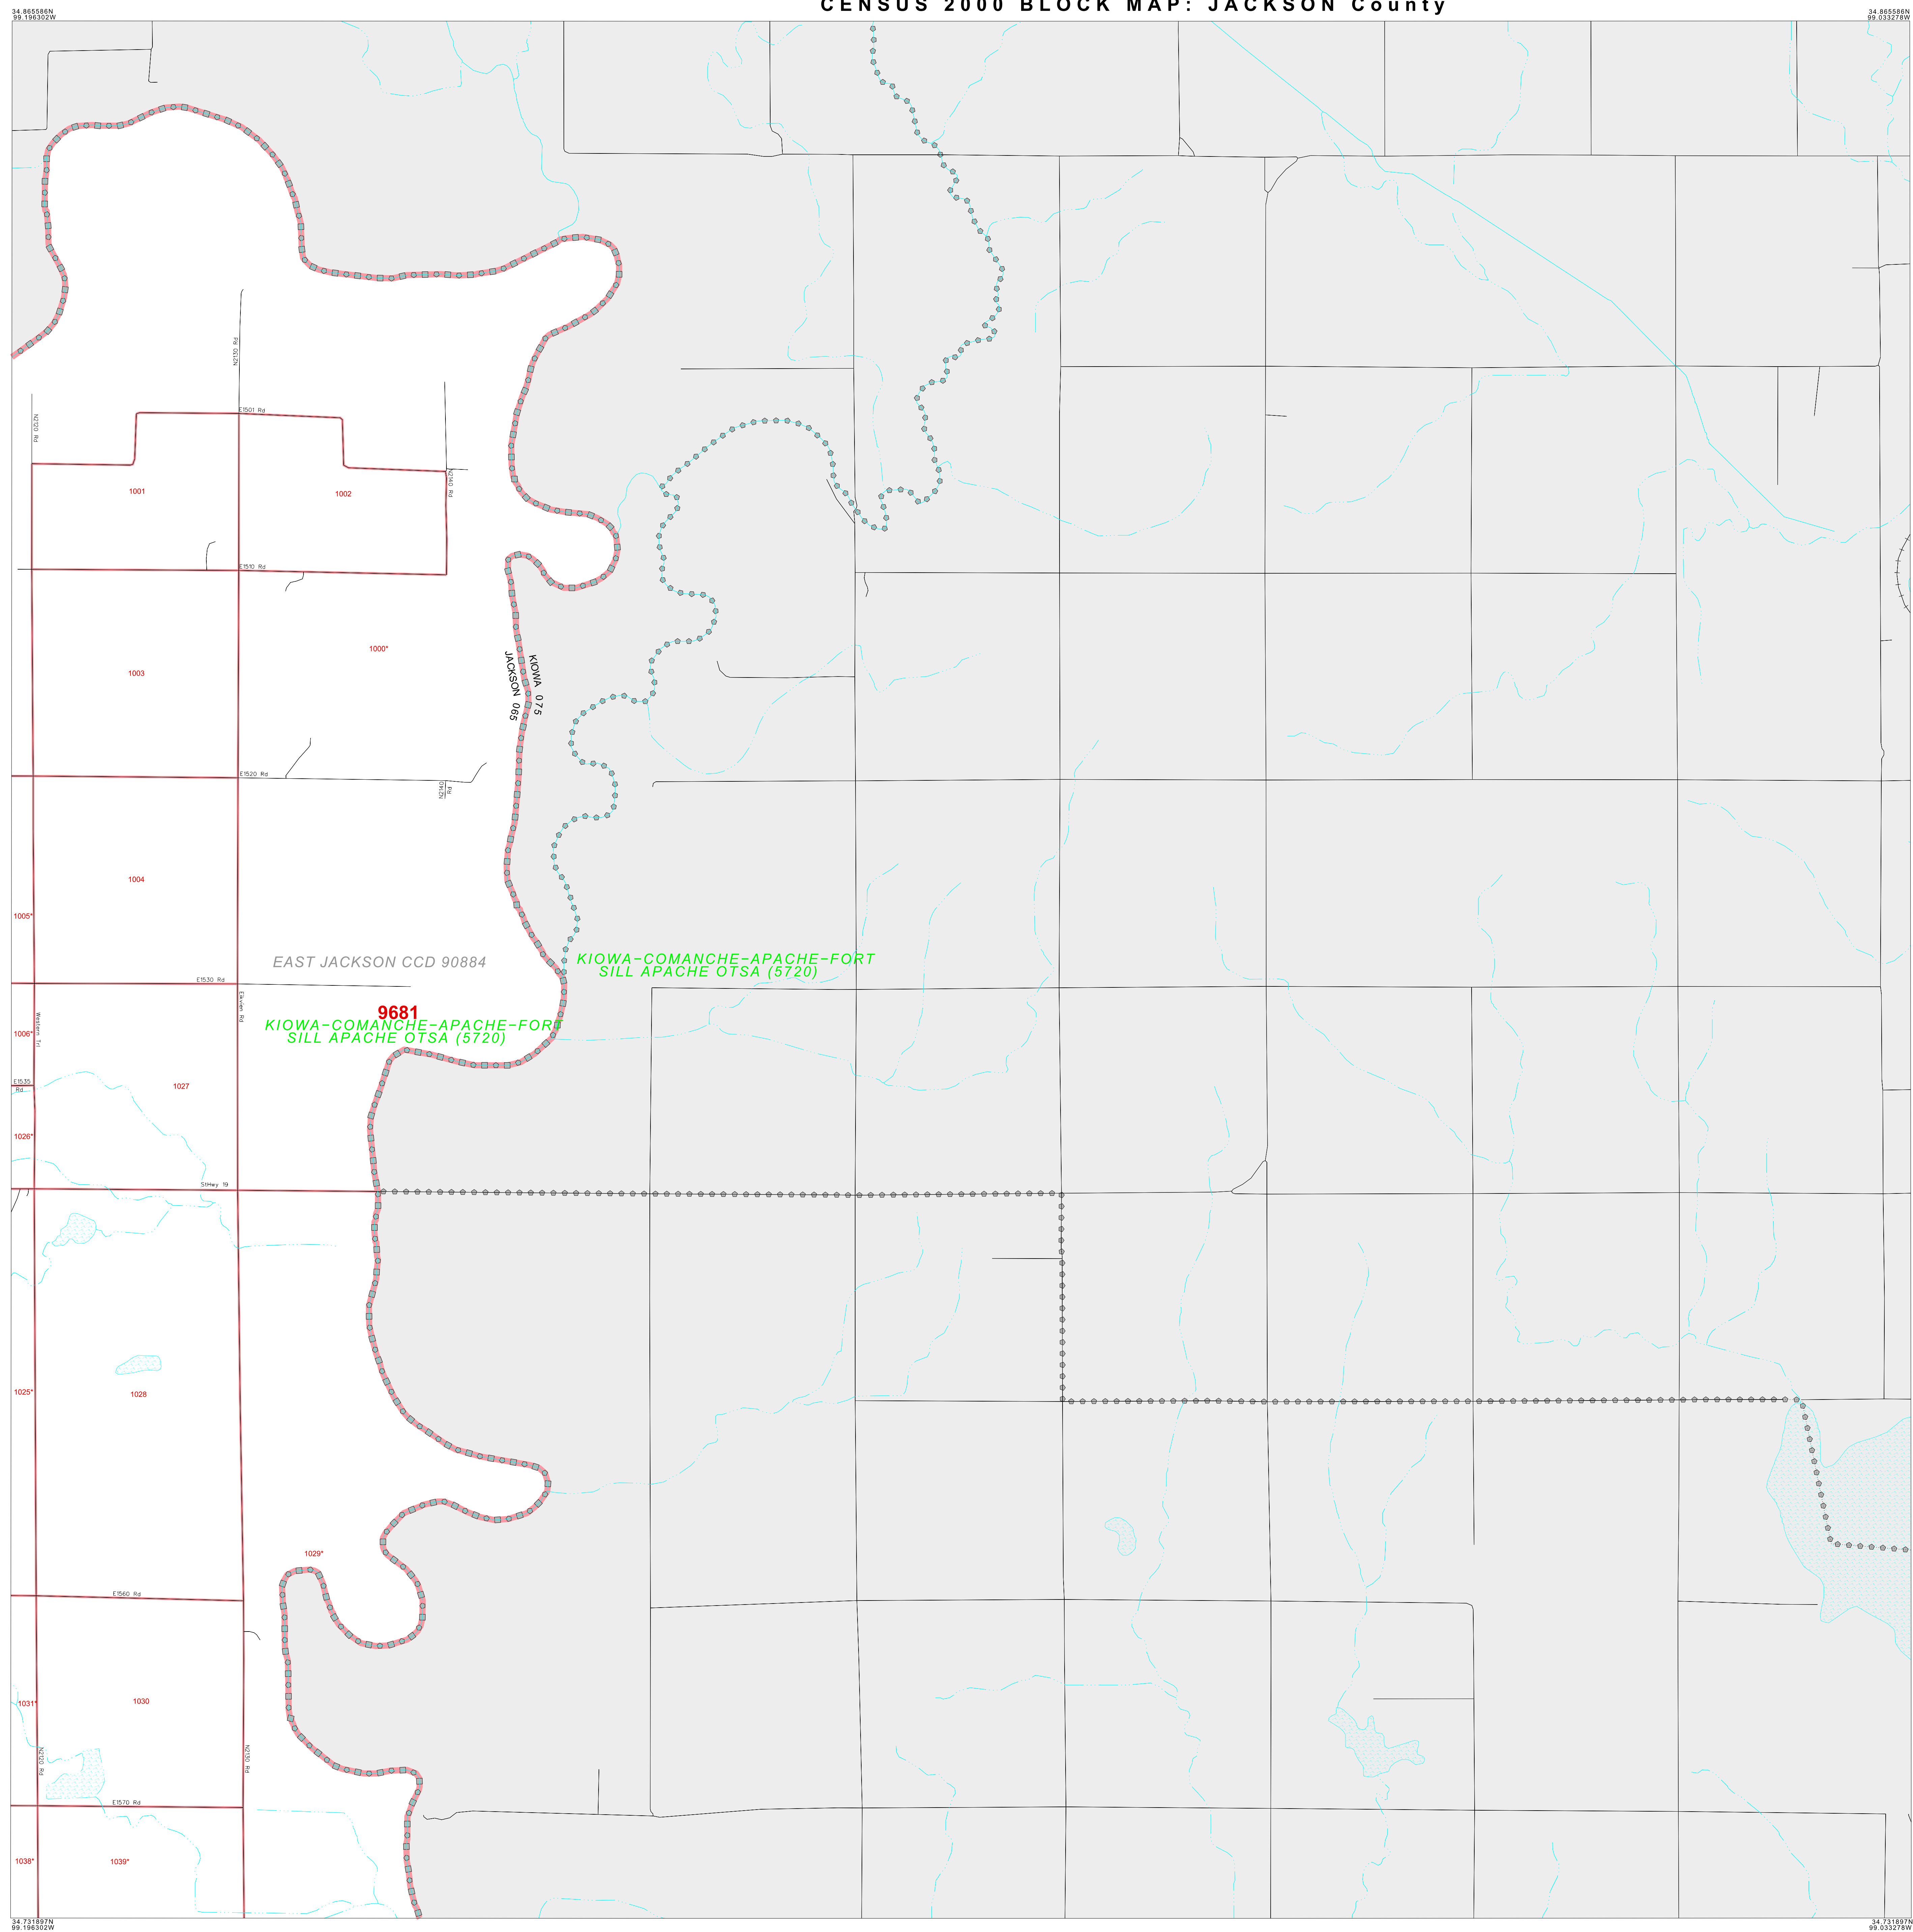 CENSUS 2000 BLOCK MAP: JACKSON County
34.865586N
99.196302W
34.865586N
99.033278W
N2130 Rd
E1501 Rd
N2120 Rd
N2140 Rd
1001
1002
E1510 Rd
1000*
1003
KIOWA 075
JACKSON 065
E1520 Rd
N2140
Rd
1004
1005*
EAST JACKSON CCD 90884
KIOWA-COMANCHE-APACHE-FORT
SILL APACHE OTSA (5720)
E1530 Rd
9681
KIOWA-COMANCHE-APACHE-FORT
SILL APACHE OTSA (5720)
1006*
E1535
Rd
1027
1026*
StHwy 19
1025*
1028
1029*
E1560 Rd
1031*
1030
N2120 Rd
N2130 Rd
E1570 Rd
1038*
1039*
34.731897N
99.196302W
34.731897N
99.033278W